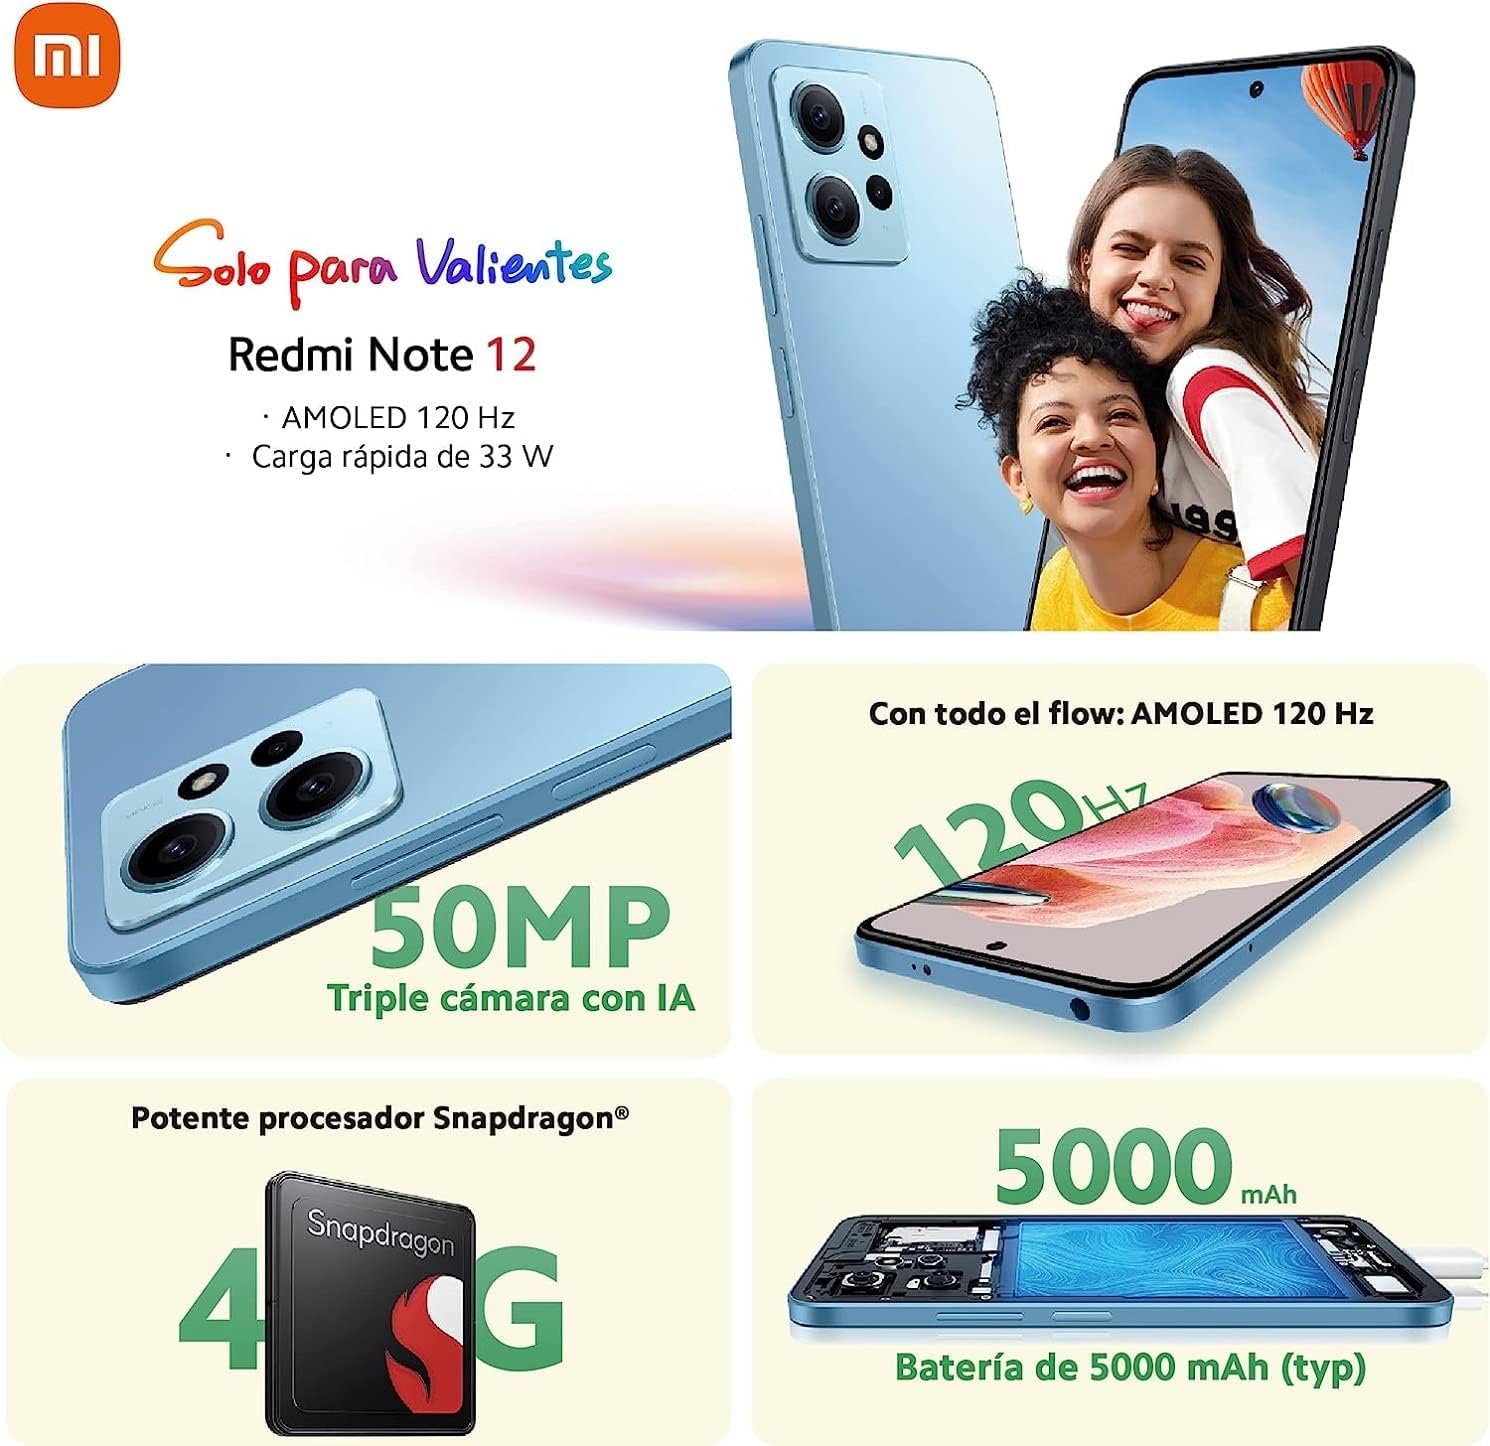 Solo para Valientes
Redmi Note 12
· AMOLED 120 Hz
· Carga rápida de 33 W
199
50MP
Triple cámara con IA
Con todo el flow: AMOLED 120 Hz
120Hz
Potente procesador Snapdragon®
4G
Snapdragon
5000 mAh
Batería de 5000 mAh (typ)